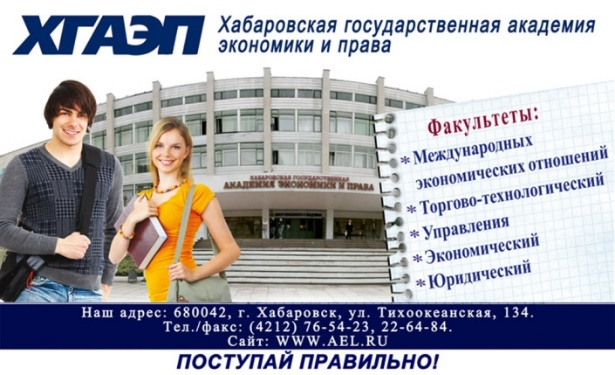 ХГАЭП
Хабаровская государственная академия
экономики и права
ХАБАРОВСКАЯ ГОСУДАРСТВЕННАЯ
АКАДЕМИЯ ЭКОНОМИКИ И ПРАВА
Факультеты:
* Международных
экономических отношений
* Торгово-технологический
* Управления
* Экономический
* Юридический
Наш адрес: 680042, г. Хабаровск, ул. Тихоокеанская, 134.
Тел./факс: (4212) 76-54-23, 22-64-84.
Сайт: WWW.AEL.RU
ПОСТУПАЙ ПРАВИЛЬНО!